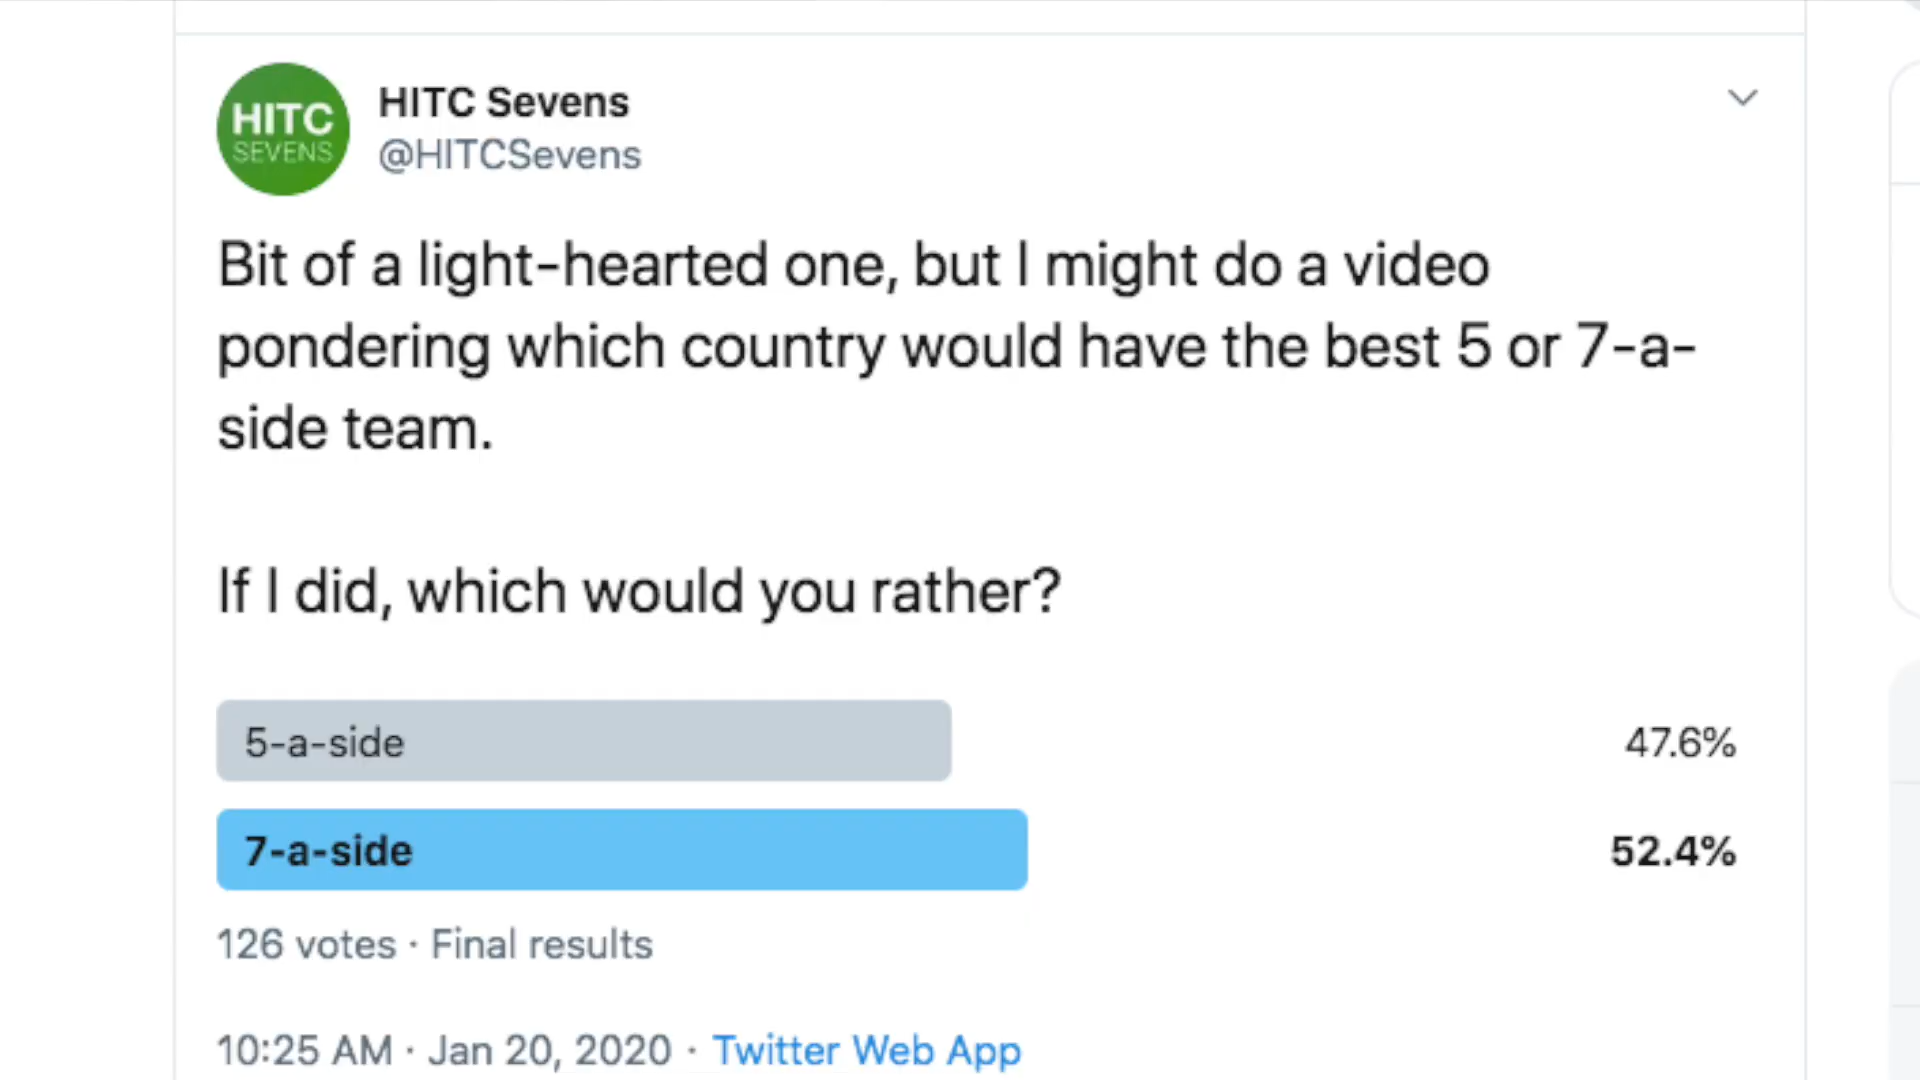 HITC
SEVENS
HITC Sevens
@HITCSevens
Bit of a light-hearted one, but I might do a video
pondering which country would have the best 5 or 7-a-
side team.
If I did, which would you rather?
5-a-side 47.6%
7-a-side 52.4%
126 votes · Final results
10:25 AM · Jan 20, 2020 · Twitter Web App